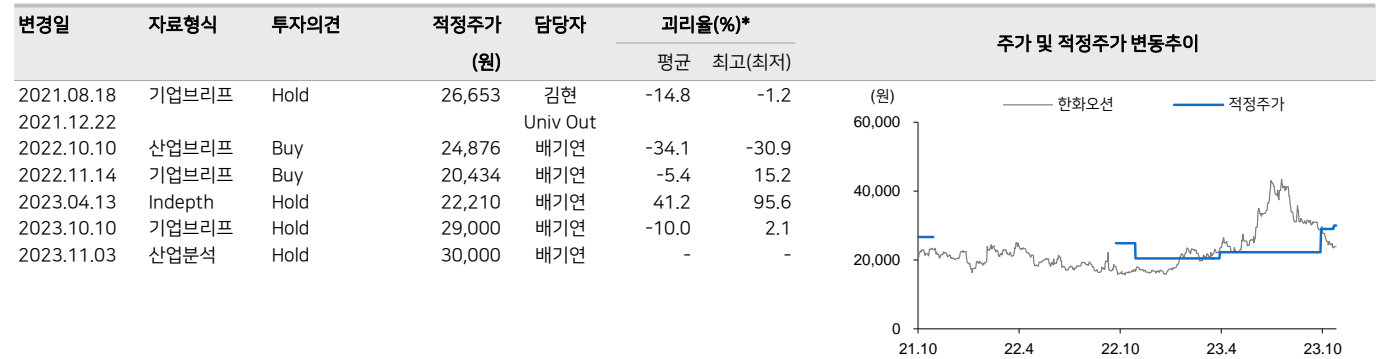 변경일 자료형식 투자의견 적정주가 담당자 괴리율(%)* 주가 및 적정주가 변동추이
(원) 평균 최고(최저)
2021.08.18 기업브리프 Hold 26,653 김현 -14.8 -1.2
2021.12.22 Univ Out
2022.10.10 산업브리프 Buy 24,876 배기연 -34.1 -30.9
2022.11.14 기업브리프 Buy 20,434 배기연 -5.4 15.2
2023.04.13 Indepth Hold 22,210 배기연 41.2 95.6
2023.10.10 기업브리프 Hold 29,000 배기연 -10.0 2.1
2023.11.03 산업분석 Hold 30,000 배기연 - -
(원) 한화오션 적정주가
60,000
40,000
20,000
0
21.10 22.4 22.10 23.4 23.10